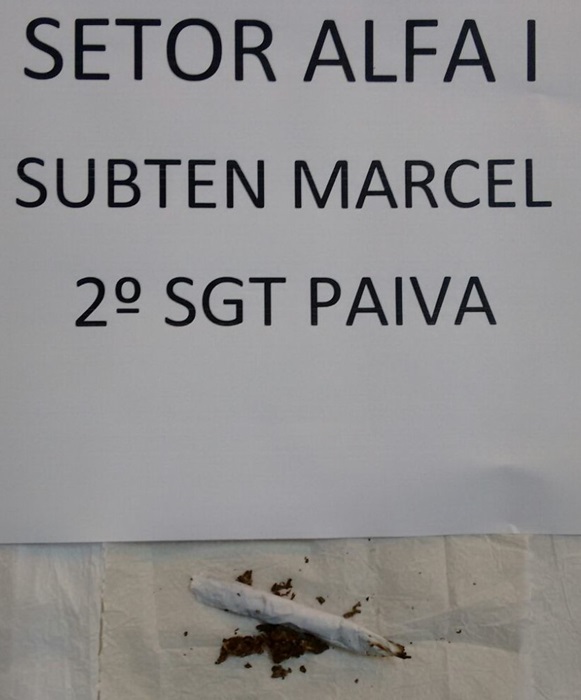 SETOR ALFA I
SUBTEN MARCEL
2º SGT PAIVA